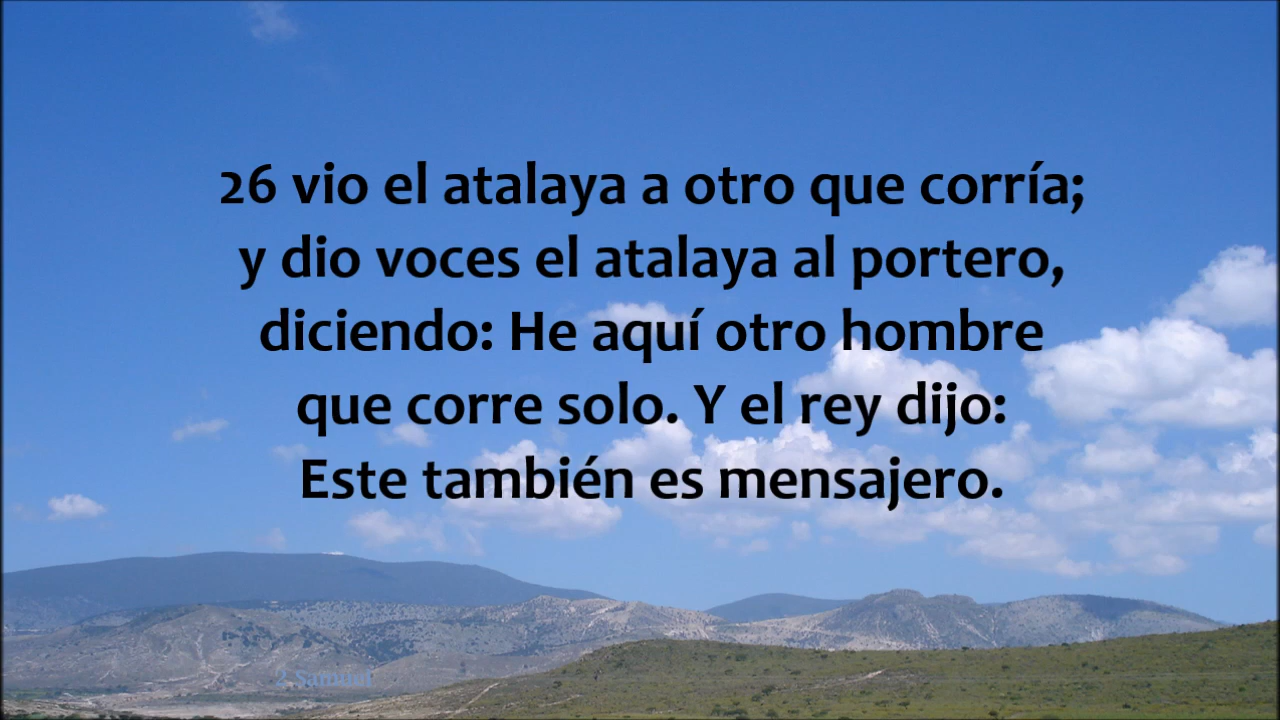 26 vio el atalaya a otro que corría;
y dio voces el atalaya al portero,
diciendo: He aquí otro hombre
que corre solo. Y el rey dijo:
Este también es mensajero.
2 Samuel